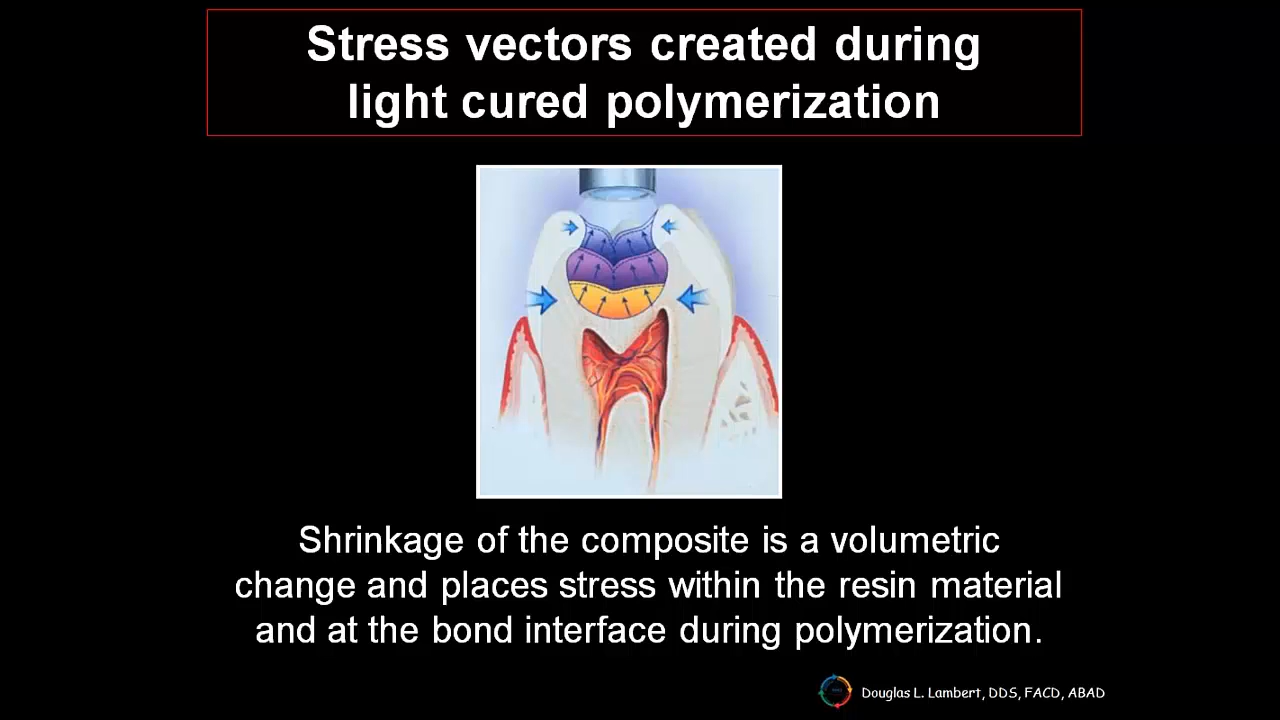 Stress vectors created during
light cured polymerization
Shrinkage of the composite is a volumetric
change and places stress within the resin material
and at the bond interface during polymerization.
Douglas L. Lambert, DDS, FACD, ABAD